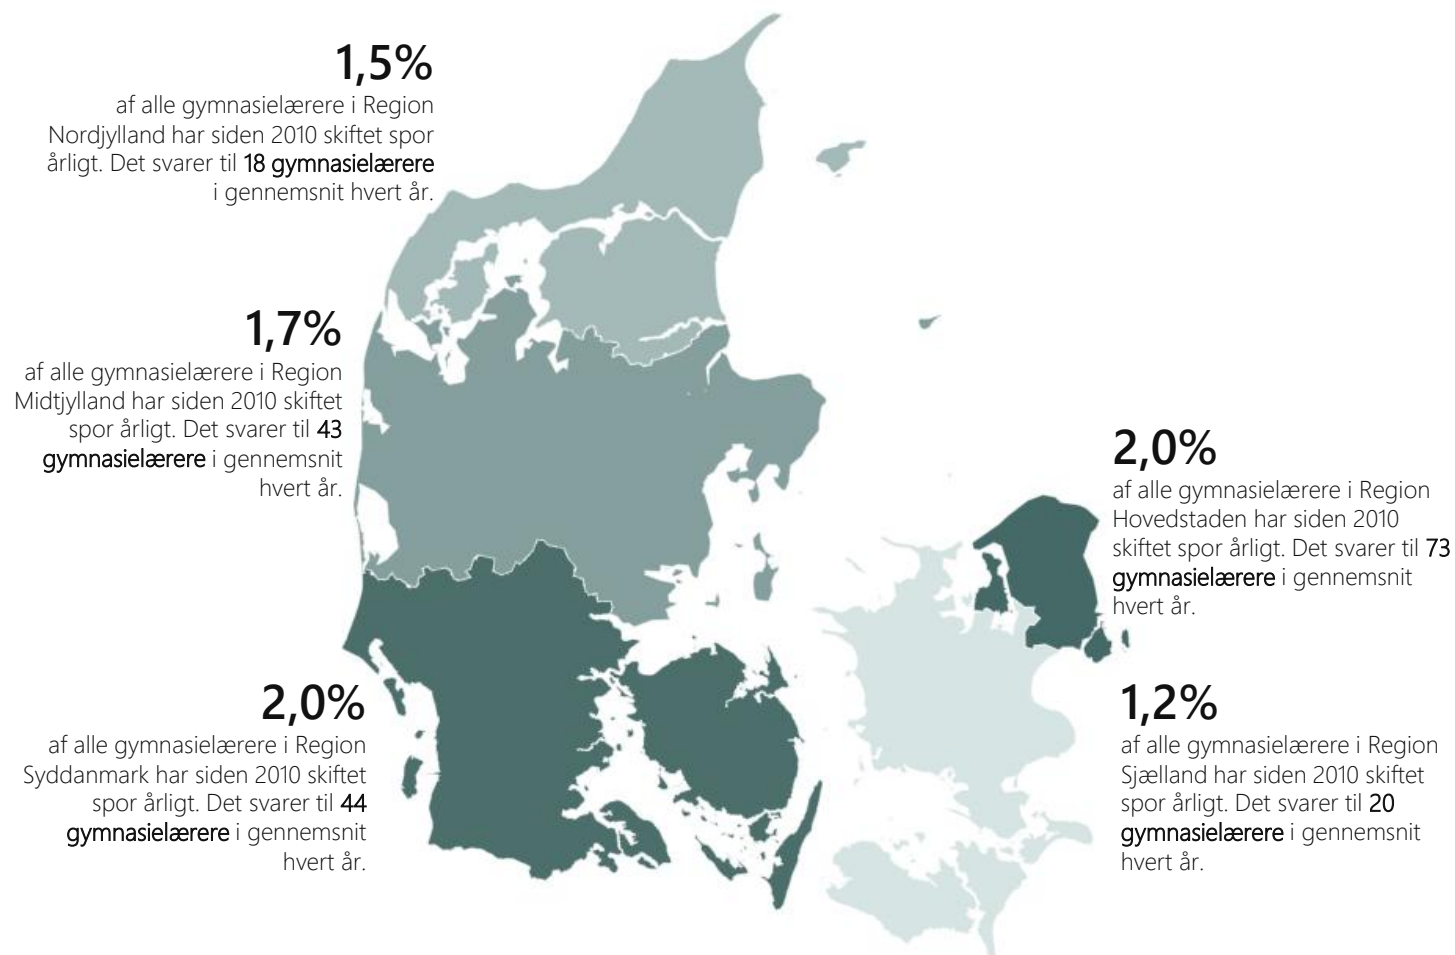 1,5%
af alle gymnasielærere i Region
Nordjylland har siden 2010 skiftet spor
årligt. Det svarer til 18 gymnasielærere
i gennemsnit hvert år.
1,7%
af alle gymnasielærere i Region
Midtjylland har siden 2010 skiftet
spor årligt. Det svarer til 43
gymnasielærere i gennemsnit
hvert år.
2,0%
af alle gymnasielærere i Region
Hovedstaden har siden 2010
skiftet spor årligt. Det svarer til 73
gymnasielærere i gennemsnit
hvert år.
2,0%
af alle gymnasielærere i Region
Syddanmark har siden 2010 skiftet
spor årligt. Det svarer til 44
gymnasielærere i gennemsnit
hvert år.
1,2%
af alle gymnasielærere i Region
Sjælland har siden 2010 skiftet
spor årligt. Det svarer til 20
gymnasielærere i gennemsnit
hvert år.